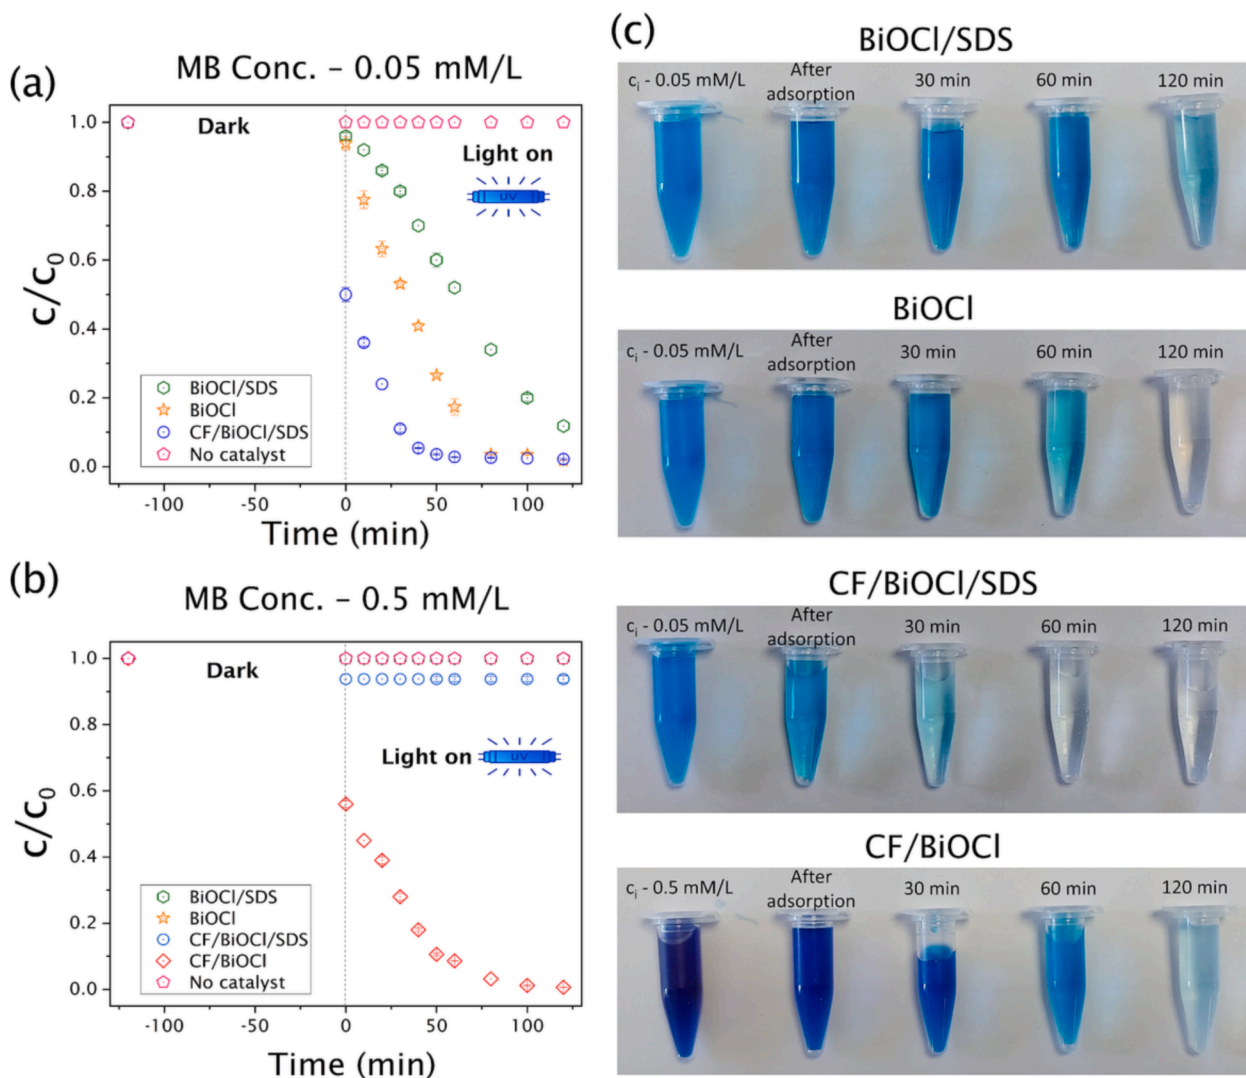 (a)
MB Conc. – 0.05 mM/L
Dark
Light on
UV
1.0
0.8
0.6
0.4
0.2
0.0
c/c0
BiOCl/SDS
BiOCl
CF/BiOCl/SDS
No catalyst
-100
0
50
100
Time (min)
(b)
MB Conc. – 0.5 mM/L
Dark
Light on
UV
1.0
0.8
0.6
0.4
0.2
0.0
c/c0
BiOCl/SDS
BiOCl
CF/BiOCl/SDS
CF/BiOCl
No catalyst
-100
0
50
100
Time (min)
(c)
BiOCl/SDS
ci - 0.05 mM/L
After
adsorption
30 min
60 min
120 min
BiOCl
ci - 0.05 mM/L
After
adsorption
30 min
60 min
120 min
CF/BiOCl/SDS
ci - 0.05 mM/L
After
adsorption
30 min
60 min
120 min
CF/BiOCl
ci - 0.5 mM/L
After
adsorption
30 min
60 min
120 min